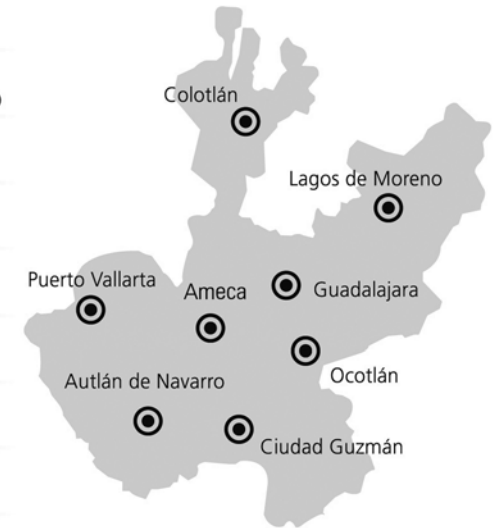 Colotlán
Lagos de Moreno
Puerto Vallarta
Ameca
Guadalajara
Ocotlán
Autlán de Navarro
Ciudad Guzmán